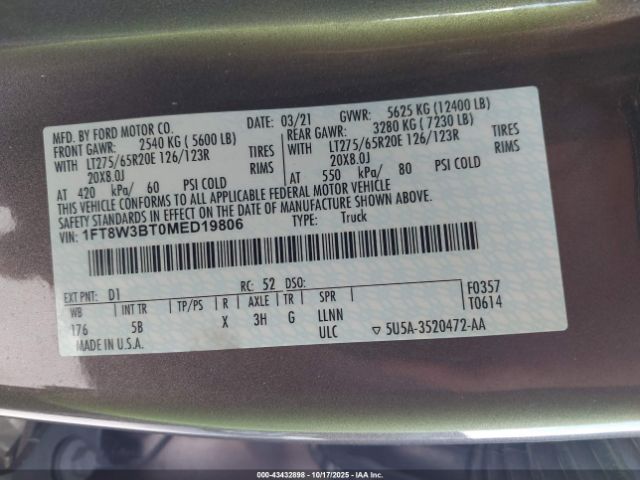 MFD. BY FORD MOTOR CO.
DATE: 03/21 GVWR: 5625 KG (12400 LB)
FRONT GAWR: 2540 KG (5600 LB)
REAR GAWR: 3280 KG (7230 LB)
WITH LT275/65R20E 126/123R TIRES
WITH LT275/65R20E 126/123R TIRES
20X8.0J RIMS
20X8.0J RIMS
AT 420 kPa/ 60 PSI COLD
AT 550 kPa/ 80 PSI COLD
THIS VEHICLE CONFORMS TO ALL APPLICABLE FEDERAL MOTOR VEHICLE
SAFETY STANDARDS IN EFFECT ON THE DATE OF MANUFACTURE SHOWN ABOVE.
VIN: 1FT8W3BT0MED19806 TYPE: Truck
EXT PNT: D1 RC: 52 DSO: F0357
WB INT TR TP/PS R AXLE TR SPR T0614
176 5B X 3H G LLNN
MADE IN U.S.A. ULC ▽ 5U5A-3520472-AA
000-43432898 - 10/17/2025 - IAA Inc.